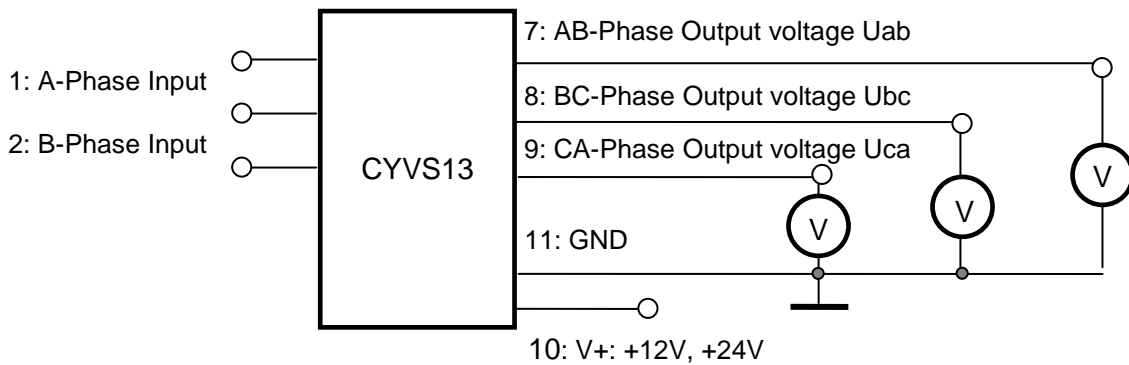 7: AB-Phase Output voltage Uab
1: A-Phase Input
8: BC-Phase Output voltage Ubc
2: B-Phase Input
9: CA-Phase Output voltage Uca
CYVS13
V
V
V
11: GND
10: V+: +12V, +24V